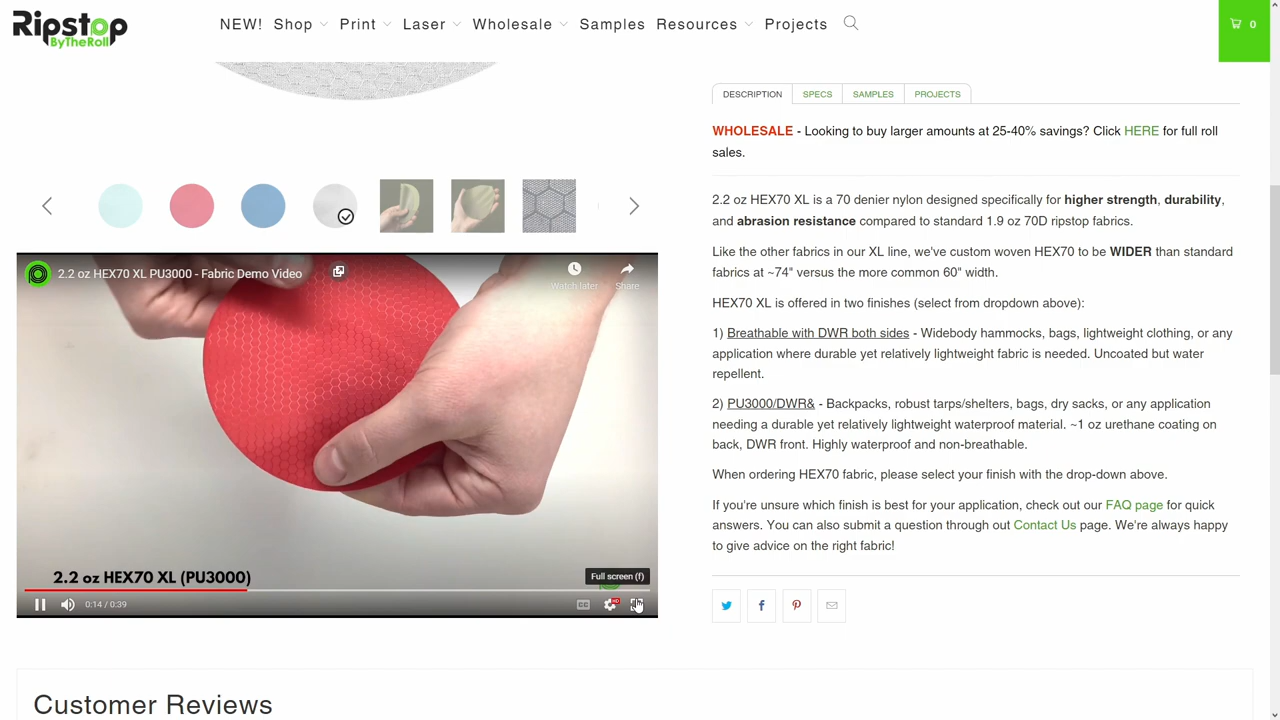 Ripstop
ByTheRoll
NEW! Shop Print Laser Wholesale Samples Resources Projects
0
DESCRIPTION SPECS SAMPLES PROJECTS
WHOLESALE - Looking to buy larger amounts at 25-40% savings? Click HERE for full roll
sales.
2.2 oz HEX70 XL is a 70 denier nylon designed specifically for higher strength, durability,
and abrasion resistance compared to standard 1.9 oz 70D ripstop fabrics.
Like the other fabrics in our XL line, we've custom woven HEX70 to be WIDER than standard
fabrics at ~74" versus the more common 60" width.
HEX70 XL is offered in two finishes (select from dropdown above):
1) Breathable with DWR both sides - Widebody hammocks, bags, lightweight clothing, or any
application where durable yet relatively lightweight fabric is needed. Uncoated but water
repellent.
2) PU3000/DWR& - Backpacks, robust tarps/shelters, bags, dry sacks, or any application
needing a durable yet relatively lightweight waterproof material. ~1 oz urethane coating on
back, DWR front. Highly waterproof and non-breathable.
When ordering HEX70 fabric, please select your finish with the drop-down above.
If you're unsure which finish is best for your application, check out our FAQ page for quick
answers. You can also submit a question through out Contact Us page. We're always happy
to give advice on the right fabric!
2.2 oz HEX70 XL PU3000 - Fabric Demo Video
Watch later
Share
2.2 oz HEX70 XL (PU3000)
Full screen (f)
0:14 / 0:39
CC
HD
Customer Reviews